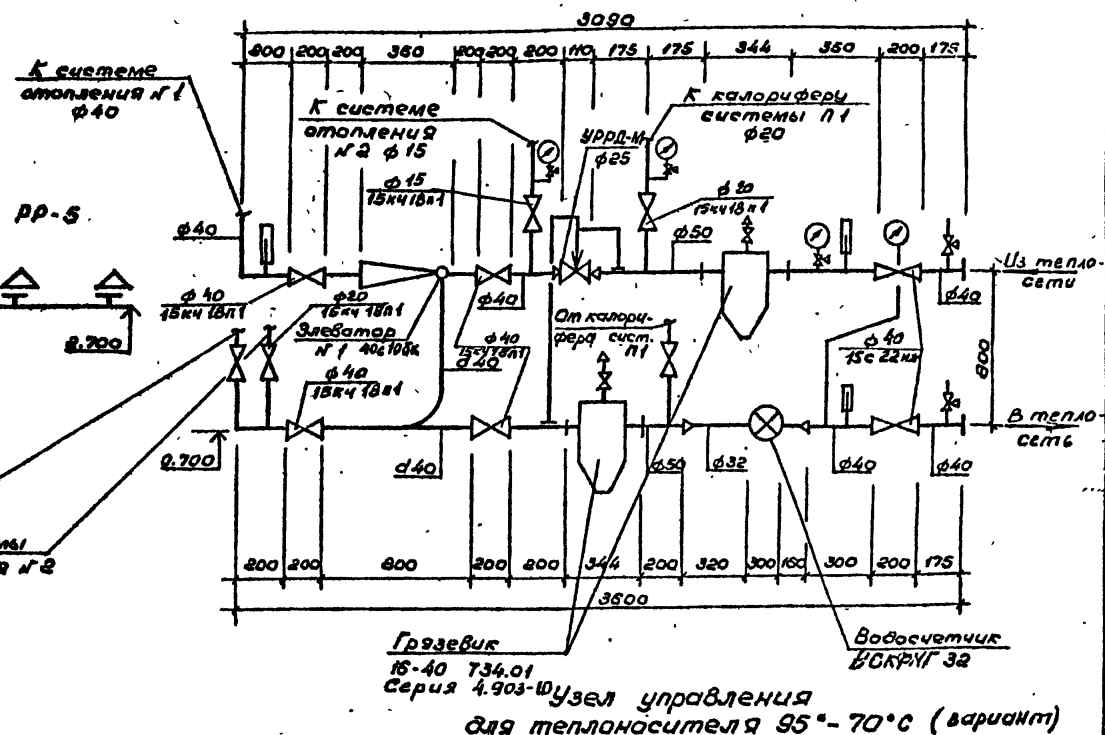 3090
200 200 200 360 200 200 200 110 175 175 344 350 200 175
К системе
отопления №1
ф40
К системе
отопления
№2 ф15
УРРД-М
ф25
К калориферу
системы П1
ф20
ф15
15кч18п1
ф20
15кч18п1
рр-5
ф40
ф50
Из тепло-
сети
ф40
15кч18п1
ф20
15кч18п1
ф40
ф40
2.700
Элеватор
№1 40с10бк
ф40
15кч18п1
d40
От калори-
фера сист.
П1
ф40
15с22нж
800
ф40
15кч18п1
В тепло-
сеть
0.700
d40
ф50
ф32
ф40
ф40
№2
200 200 800 200 200 344 200 320 300 160 300 200 175
3600
Грязевик
16-40 Т34.01
Серия 4.903-10
Водосчетчик
32
Узел управления
для теплоносителя 95°-70°С (вариант)